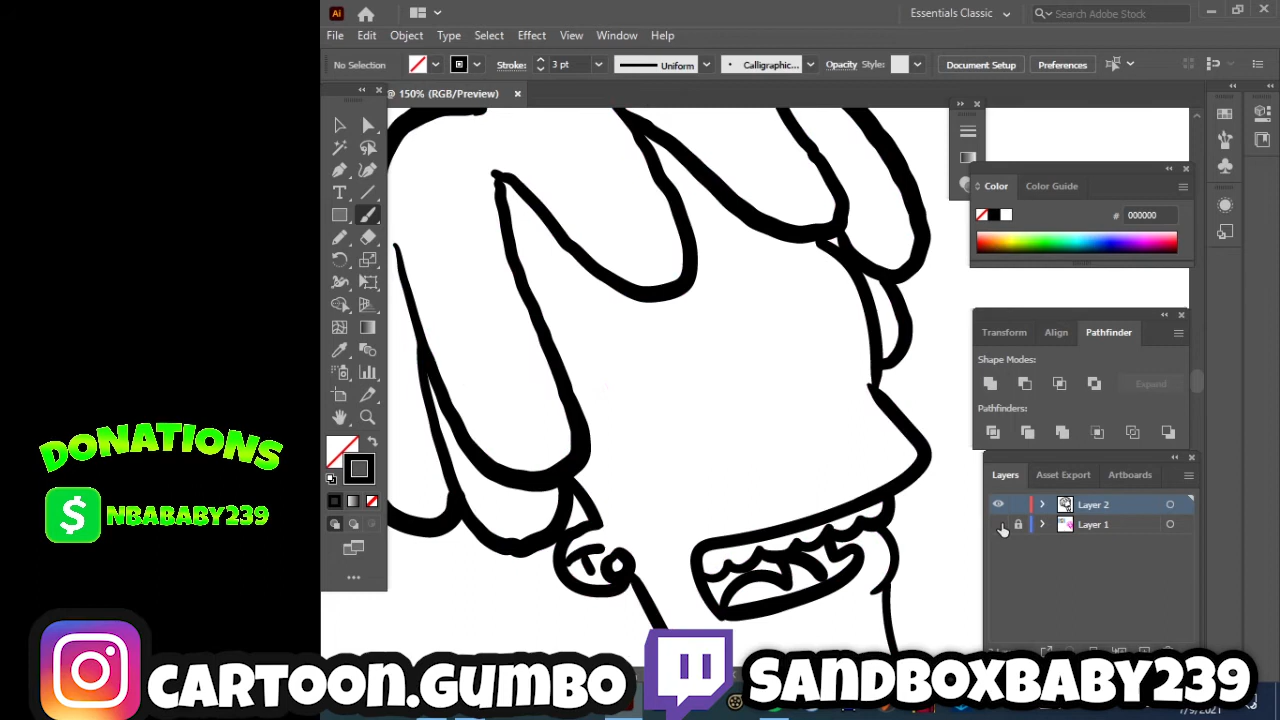 Ai
Essentials Classic
Search Adobe Stock
File Edit Object Type Select Effect View Window Help
No Selection
Stroke: 3 pt
Uniform
Calligraphic...
Opacity Style:
Document Setup
Preferences
@ 150% (RGB/Preview)
Color Color Guide
# 000000
Transform Align Pathfinder
Shape Modes:
Expand
Pathfinders:
Layers Asset Export Artboards
Layer 2
Layer 1
DONATIONS
$ NBABABY239
CARTOON.GUMBO
SANDBOXBABY239